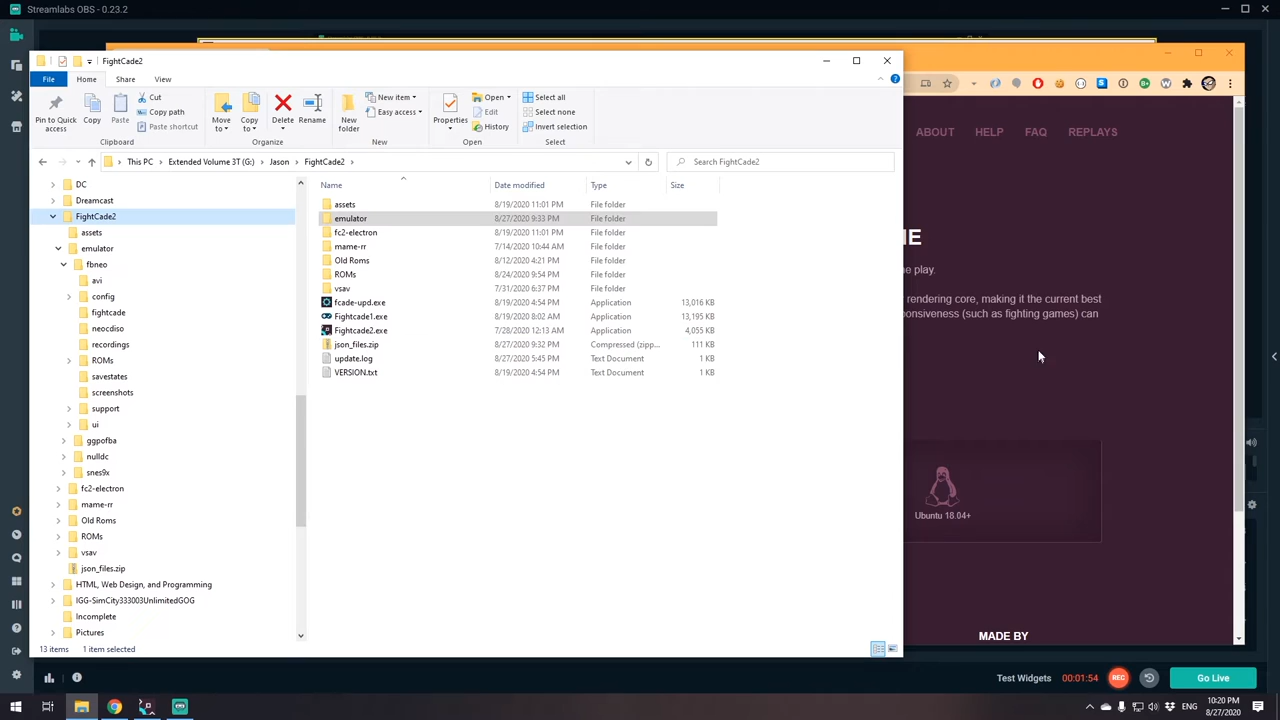 Streamlabs OBS - 0.23.2
FightCade2
File Home Share View
Pin to Quick access
Copy
Paste
Cut
Copy path
Paste shortcut
Clipboard
Move to
Copy to
Delete
Rename
Organize
New folder
New item
Easy access
New
Properties
Open
Edit
History
Open
Select all
Select none
Invert selection
Select
This PC > Extended Volume 3T (G:) > Jason > FightCade2 >
Search FightCade2
DC
Dreamcast
FightCade2
assets
emulator
fbneo
avi
config
fightcade
neocdiso
recordings
ROMs
savestates
screenshots
support
ui
ggpofba
nulldc
snes9x
fc2-electron
mame-rr
Old Roms
ROMs
vsav
json_files.zip
HTML, Web Design, and Programming
IGG-SimCity333003UnlimitedGOG
Incomplete
Pictures
Name Date modified Type Size
assets 8/19/2020 11:01 PM File folder
emulator 8/27/2020 9:33 PM File folder
fc2-electron 8/19/2020 11:01 PM File folder
mame-rr 7/14/2020 10:44 AM File folder
Old Roms 8/12/2020 4:21 PM File folder
ROMs 8/24/2020 9:54 PM File folder
vsav 7/31/2020 6:37 PM File folder
fcade-upd.exe 8/19/2020 4:54 PM Application 13,016 KB
Fightcade1.exe 8/19/2020 8:02 AM Application 13,195 KB
Fightcade2.exe 7/28/2020 12:13 AM Application 4,055 KB
json_files.zip 8/27/2020 9:32 PM Compressed (zipp... 111 KB
update.log 8/27/2020 5:45 PM Text Document 1 KB
VERSION.txt 8/19/2020 4:54 PM Text Document 1 KB
13 items 1 item selected
ABOUT HELP FAQ REPLAYS
NE
ne play.
rendering core, making it the current best
ponsiveness (such as fighting games) can
Ubuntu 18.04+
MADE BY
Test Widgets 00:01:54 REC Go Live
10:20 PM
8/27/2020